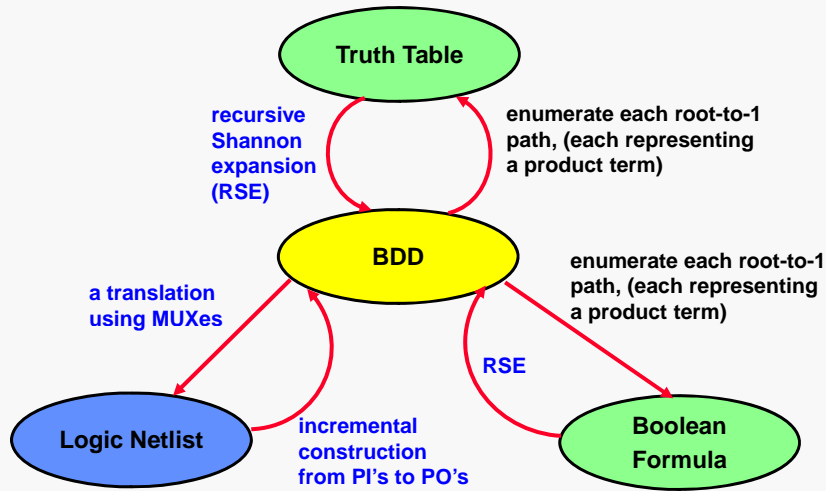 Truth Table
recursive
Shannon
expansion
(RSE)
enumerate each root-to-1
path, (each representing
a product term)
BDD
a translation
using MUXes
enumerate each root-to-1
path, (each representing
a product term)
RSE
Logic Netlist
incremental
construction
from PI's to PO's
Boolean
Formula